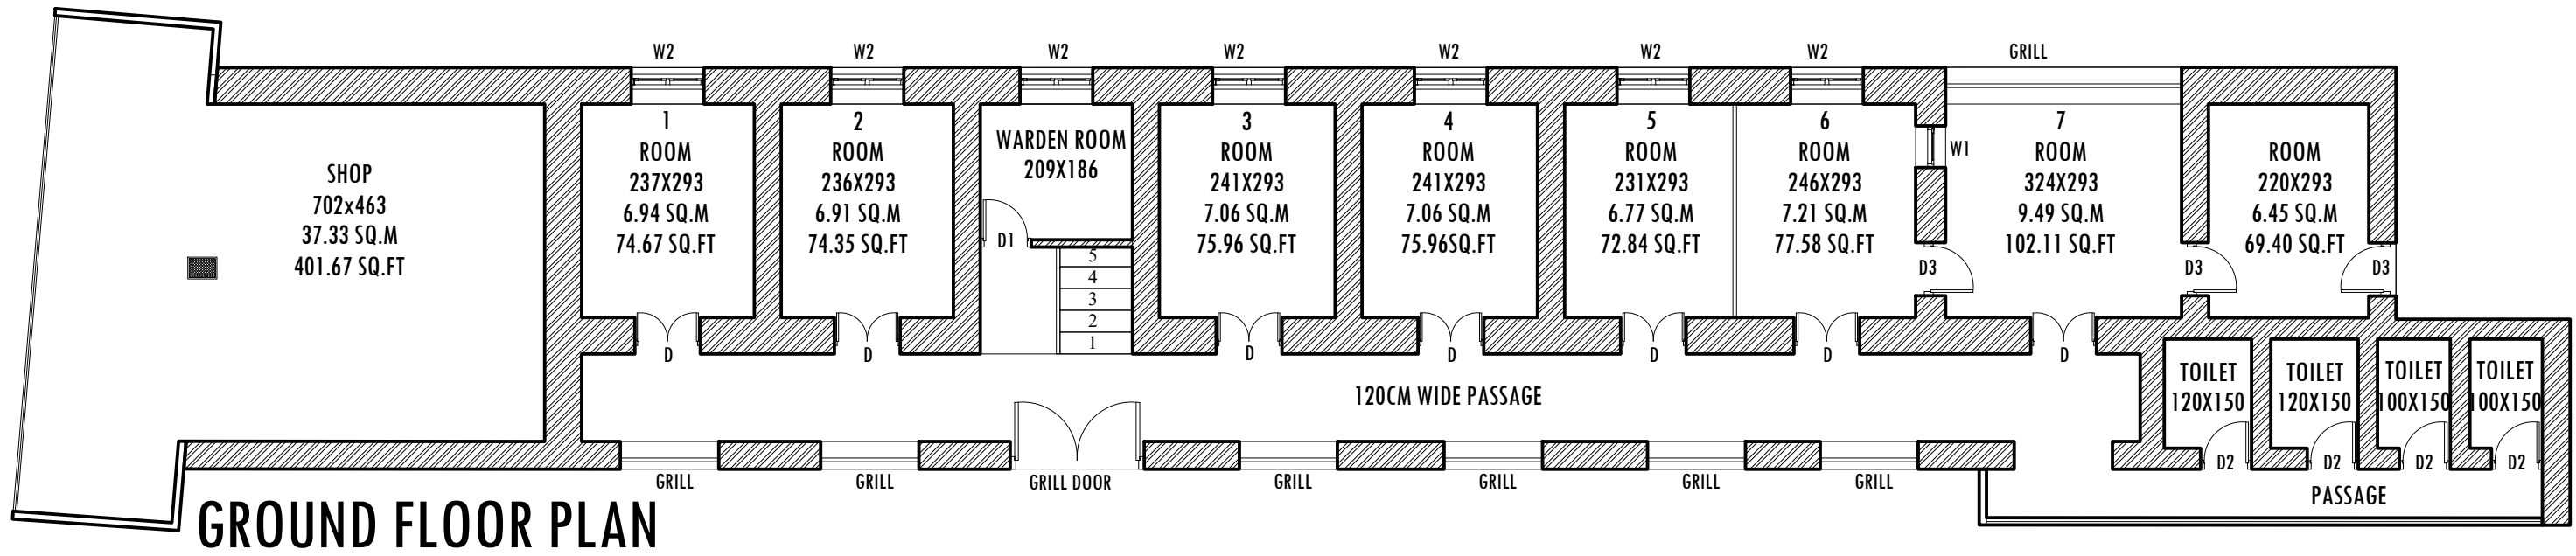 W2
W2
W2
W2
W2
W2
W2
GRILL
SHOP
702x463
37.33 SQ.M
401.67 SQ.FT
1
ROOM
237X293
6.94 SQ.M
74.67 SQ.FT
2
ROOM
236X293
6.91 SQ.M
74.35 SQ.FT
WARDEN ROOM
209X186
D1
5
4
3
2
1
3
ROOM
241X293
7.06 SQ.M
75.96 SQ.FT
4
ROOM
241X293
7.06 SQ.M
75.96SQ.FT
5
ROOM
231X293
6.77 SQ.M
72.84 SQ.FT
6
ROOM
246X293
7.21 SQ.M
77.58 SQ.FT
W1
D3
7
ROOM
324X293
9.49 SQ.M
102.11 SQ.FT
D3
ROOM
220X293
6.45 SQ.M
69.40 SQ.FT
D3
D
D
D
D
D
D
D
120CM WIDE PASSAGE
TOILET
120X150
TOILET
120X150
TOILET
100X150
TOILET
100X150
D2
D2
D2
D2
GRILL
GRILL
GRILL DOOR
GRILL
GRILL
GRILL
GRILL
PASSAGE
GROUND FLOOR PLAN